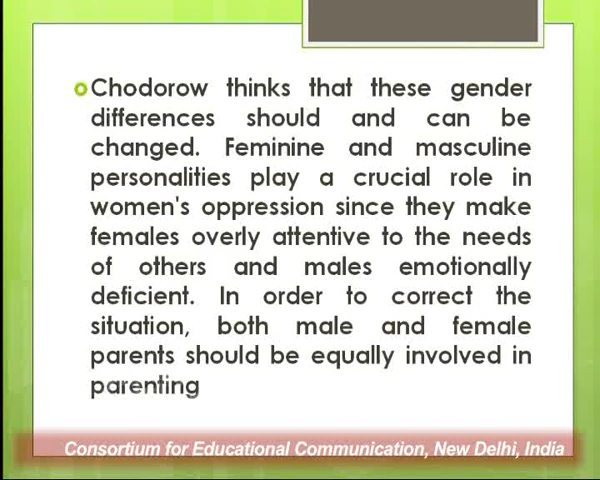 Chodorow thinks that these gender
differences should and can be
changed. Feminine and masculine
personalities play a crucial role in
women's oppression since they make
females overly attentive to the needs
of others and males emotionally
deficient. In order to correct the
situation, both male and female
parents should be equally involved in
parenting
Consortium for Educational Communication, New Delhi, India